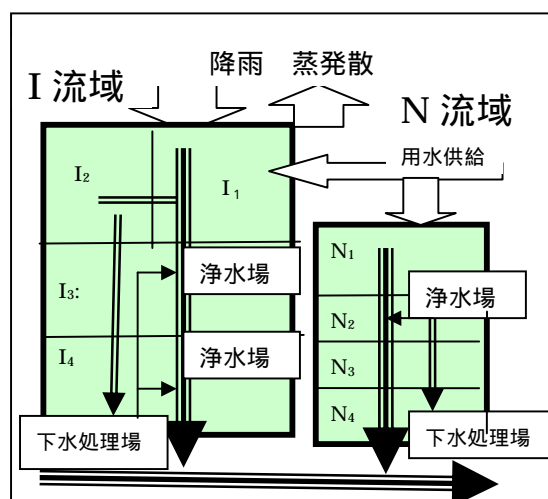 降雨 蒸発散
I 流域
N 流域
用水供給
I2
I1
I3:
I4
浄水場
浄水場
下水処理場
N1
N2
N3
N4
浄水場
下水処理場